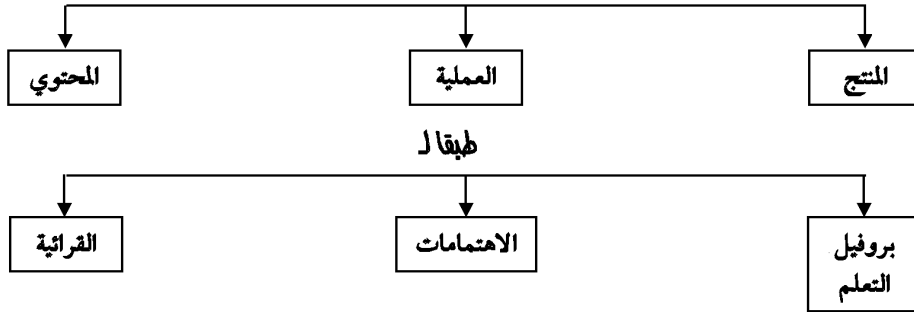 المنتج
العملية
المحتوي
طبقا لـ
بروفيل
التعلم
الاهتمامات
القرائية